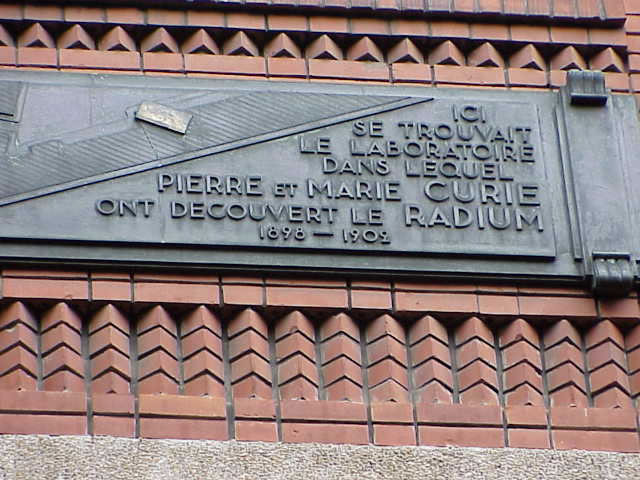 ICI
SE TROUVAIT
LE LABORATOIRE
DANS LEQUEL
PIERRE ET MARIE CURIE
ONT DECOUVERT LE RADIUM
1898 — 1902